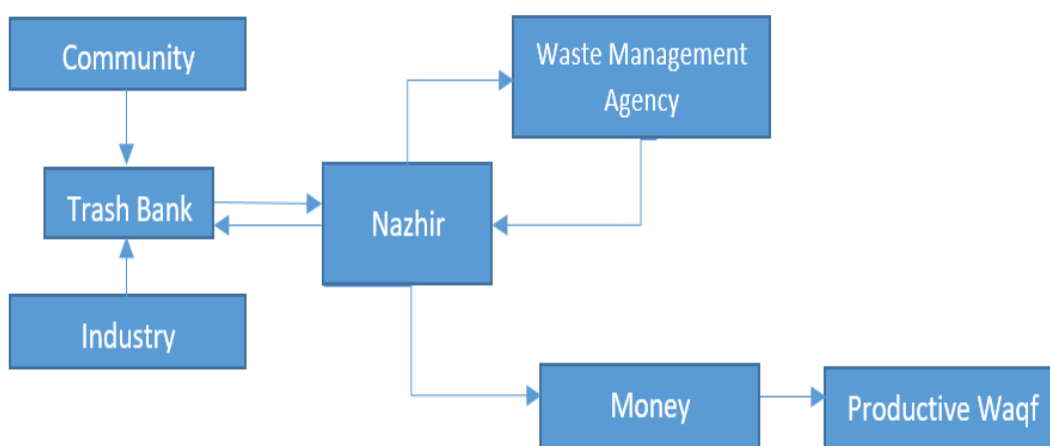 Community
Waste Management
Agency
Trash Bank
Nazhir
Industry
Money
Productive Waqf